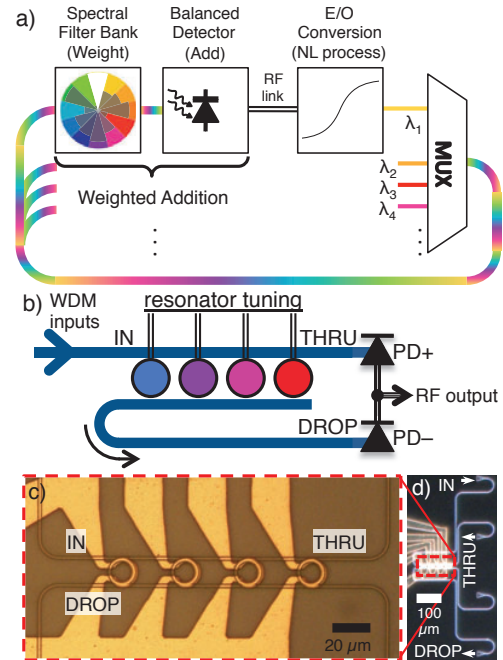 a)
Spectral
Filter Bank
(Weight)
Balanced
Detector
(Add)
E/O
Conversion
(NL process)
RF
link
λ1
λ2
λ3
λ4
MUX
Weighted Addition
b)
WDM
inputs
resonator tuning
IN
THRU
PD+
RF output
DROP
PD–
c)
IN
THRU
DROP
20 µm
d)
IN
THRU
100
µm
DROP